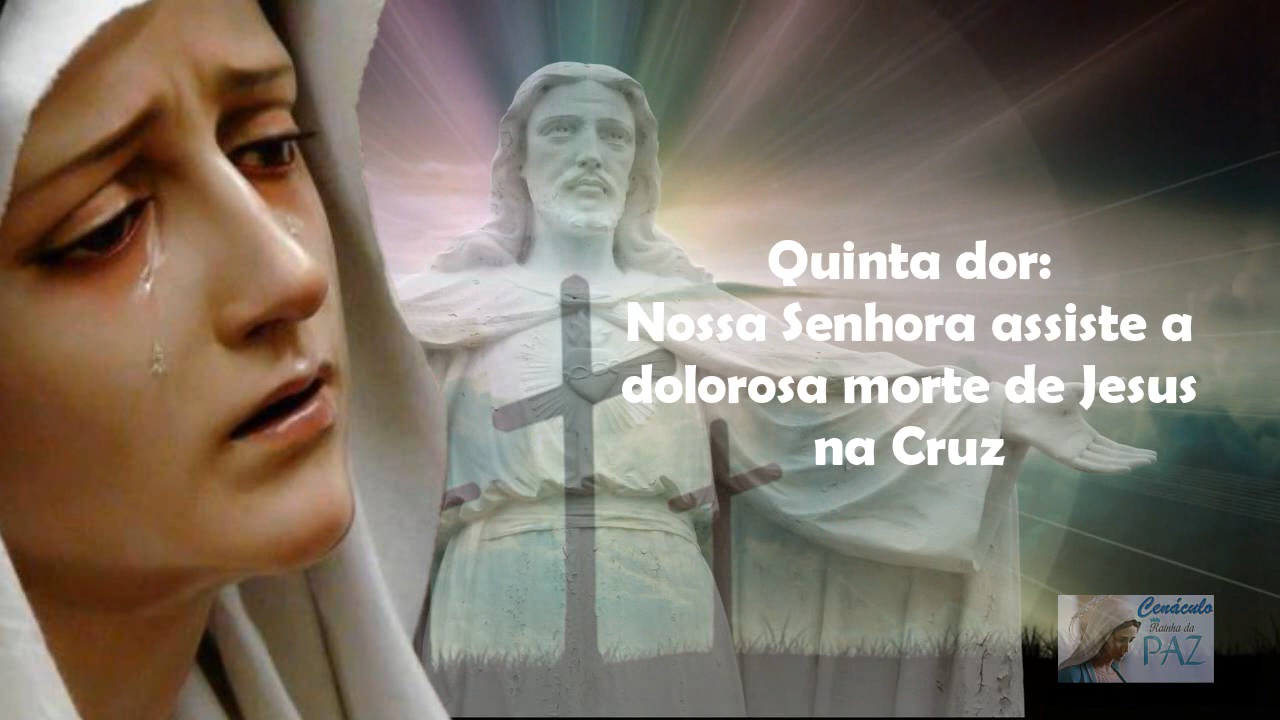 Quinta dor:
Nossa Senhora assiste a
dolorosa morte de Jesus
na Cruz
Cenáculo
Rainha da
PAZ